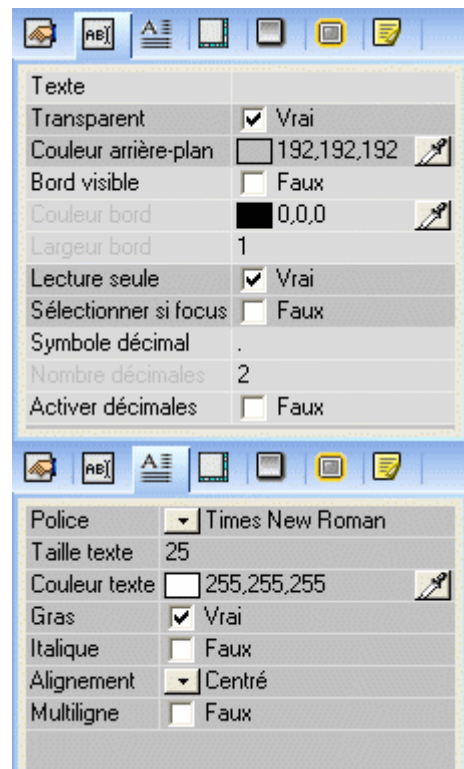 ABI
Texte
Transparent Vrai
Couleur arrière-plan 192,192,192
Bord visible Faux
Couleur bord 0,0,0
Largeur bord 1
Lecture seule Vrai
Sélectionner si focus Faux
Symbole décimal .
Nombre décimales 2
Activer décimales Faux
ABI A
Police Times New Roman
Taille texte 25
Couleur texte 255,255,255
Gras Vrai
Italique Faux
Alignement Centré
Multiligne Faux